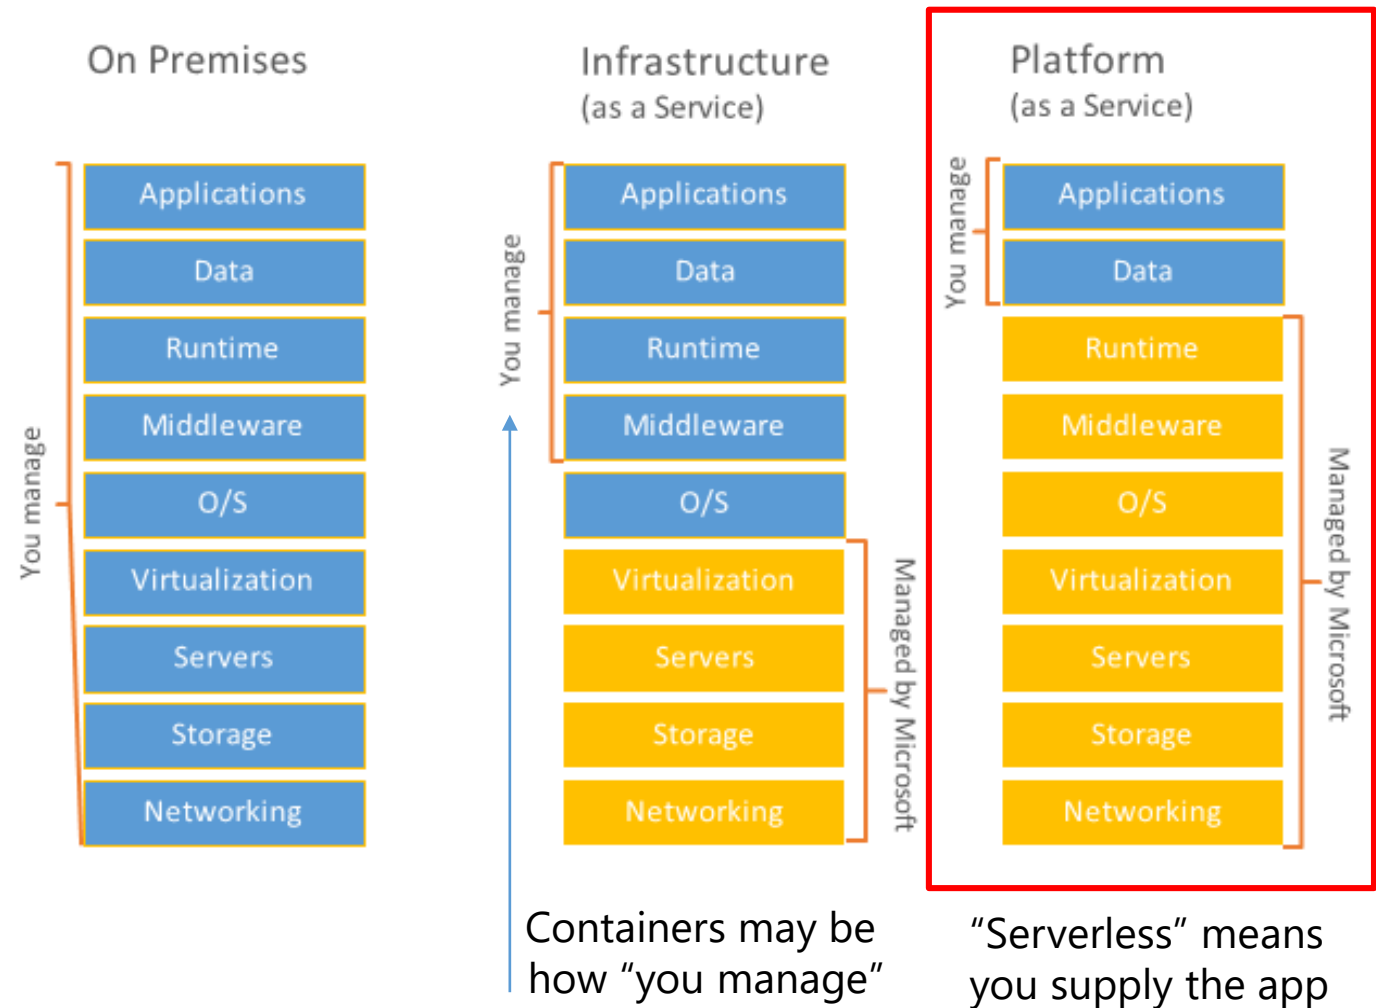 On Premises
You manage
Applications
Data
Runtime
Middleware
O/S
Virtualization
Servers
Storage
Networking
Infrastructure
(as a Service)
You manage
Applications
Data
Runtime
Middleware
O/S
Virtualization
Servers
Storage
Networking
Managed by Microsoft
Containers may be
how “you manage”
Platform
(as a Service)
You manage
Applications
Data
Runtime
Middleware
O/S
Virtualization
Servers
Storage
Networking
Managed by Microsoft
“Serverless” means
you supply the app